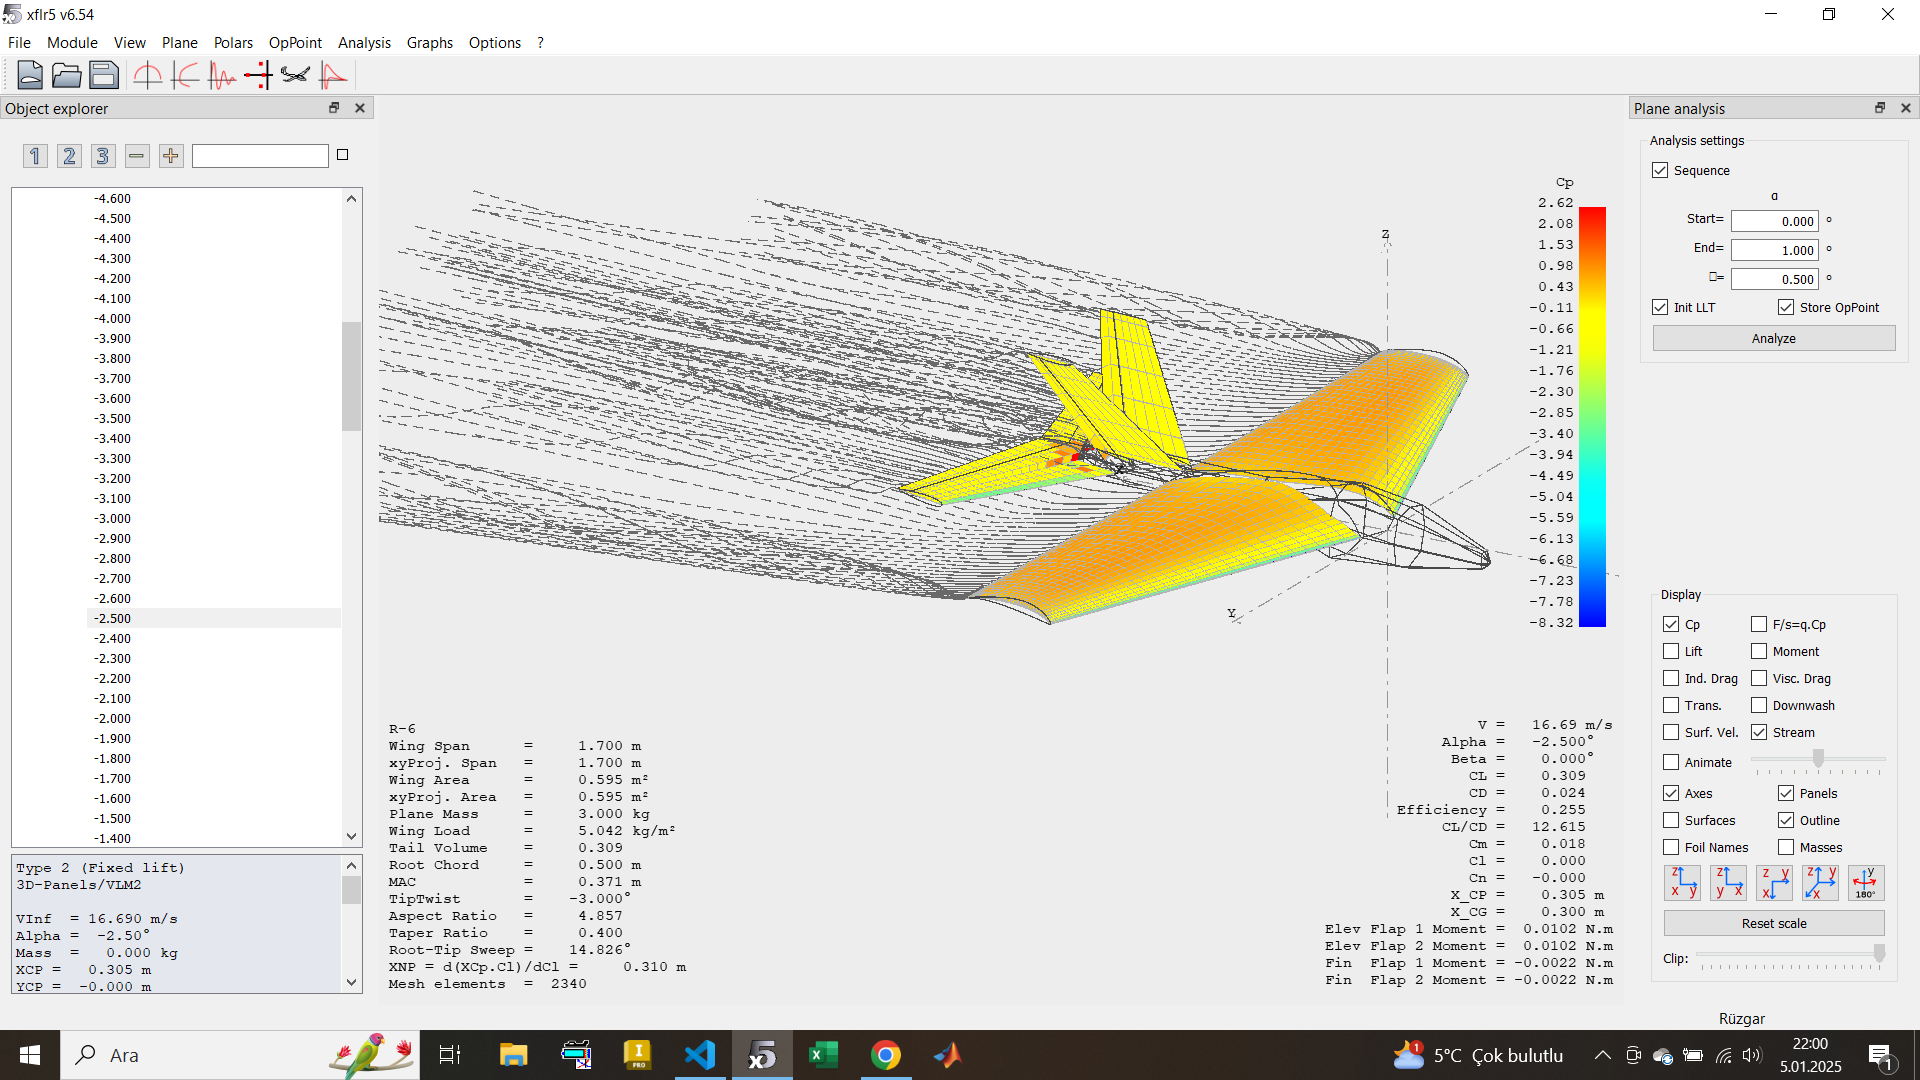 xflr5 v6.54
File Module View Plane Polars OpPoint Analysis Graphs Options ?
Object explorer
1 2 3
-4.600
-4.500
-4.400
-4.300
-4.200
-4.100
-4.000
-3.900
-3.800
-3.700
-3.600
-3.500
-3.400
-3.300
-3.200
-3.100
-3.000
-2.900
-2.800
-2.700
-2.600
-2.500
-2.400
-2.300
-2.200
-2.100
-2.000
-1.900
-1.800
-1.700
-1.600
-1.500
-1.400
Type 2 (Fixed lift)
3D-Panels/VLM2
VInf = 16.690 m/s
Alpha = -2.50°
Mass = 0.000 kg
XCP = 0.305 m
YCP = -0.000 m
Z
Y
X
Cp
2.62
2.08
1.53
0.98
0.43
-0.11
-0.66
-1.21
-1.76
-2.30
-2.85
-3.40
-3.94
-4.49
-5.04
-5.59
-6.13
-6.68
-7.23
-7.78
-8.32
R-6
Wing Span = 1.700 m
xyProj. Span = 1.700 m
Wing Area = 0.595 m²
xyProj. Area = 0.595 m²
Plane Mass = 3.000 kg
Wing Load = 5.042 kg/m²
Tail Volume = 0.309
Root Chord = 0.500 m
MAC = 0.371 m
TipTwist = -3.000°
Aspect Ratio = 4.857
Taper Ratio = 0.400
Root-Tip Sweep = 14.826°
XNP = d(XCp.Cl)/dCl = 0.310 m
Mesh elements = 2340
V = 16.69 m/s
Alpha = -2.500°
Beta = 0.000°
CL = 0.309
CD = 0.024
Efficiency = 0.255
CL/CD = 12.615
Cm = 0.018
Cl = 0.000
Cn = -0.000
X_CP = 0.305 m
X_CG = 0.300 m
Elev Flap 1 Moment = 0.0102 N.m
Elev Flap 2 Moment = 0.0102 N.m
Fin Flap 1 Moment = -0.0022 N.m
Fin Flap 2 Moment = -0.0022 N.m
Plane analysis
Analysis settings
Sequence
α
Start= 0.000 °
End= 1.000 °
□= 0.500 °
Init LLT Store OpPoint
Analyze
Display
Cp F/s=q.Cp
Lift Moment
Ind. Drag Visc. Drag
Trans. Downwash
Surf. Vel. Stream
Animate
Axes Panels
Surfaces Outline
Foil Names Masses
z x y z y x z y x z y x y 180°
Reset scale
Clip:
Rüzgar
Ara
1 5°C Çok bulutlu
22:00
5.01.2025
1